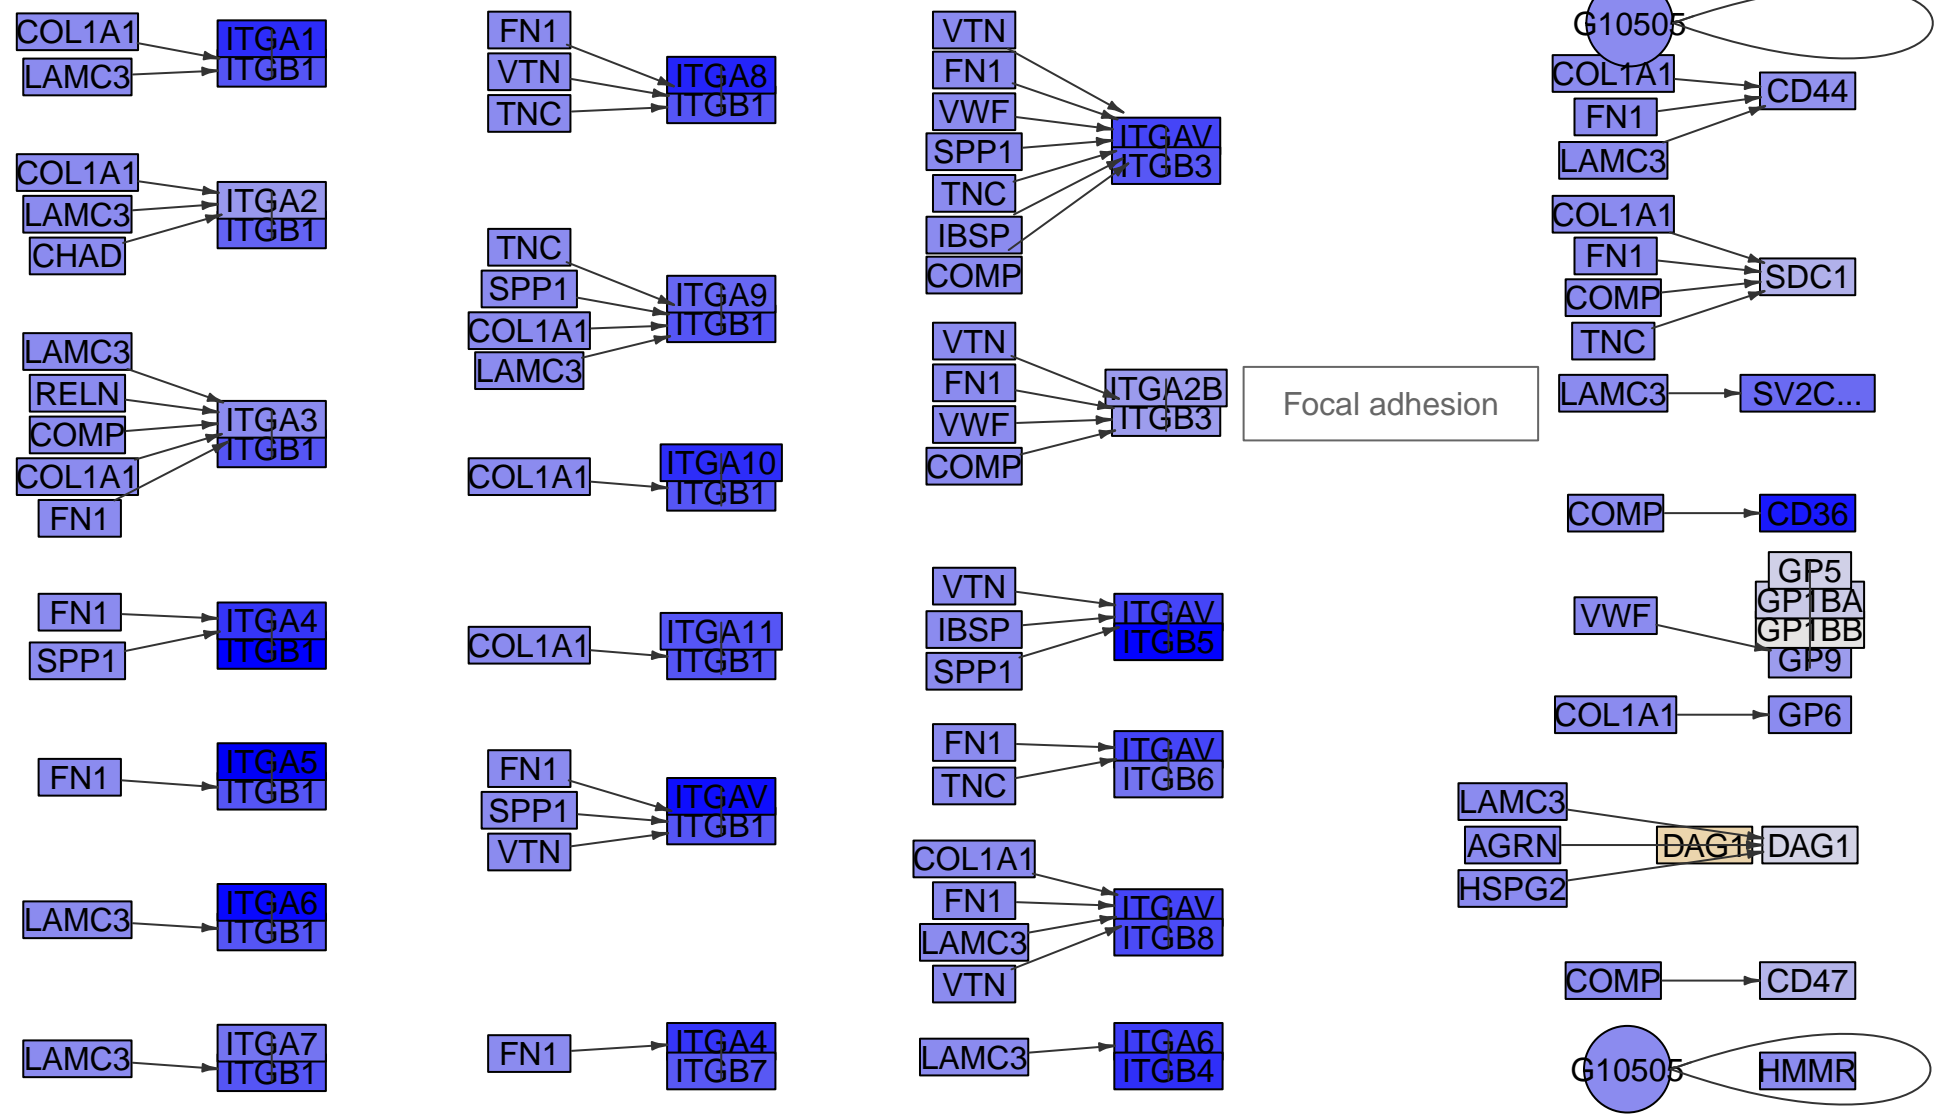 COL1A1
LAMC3
ITGA1
ITGB1
COL1A1
LAMC3
CHAD
ITGA2
ITGB1
LAMC3
RELN
COMP
COL1A1
FN1
ITGA3
ITGB1
FN1
SPP1
ITGA4
ITGB1
FN1
ITGA5
ITGB1
LAMC3
ITGA6
ITGB1
LAMC3
ITGA7
ITGB1
FN1
VTN
TNC
ITGA8
ITGB1
TNC
SPP1
COL1A1
LAMC3
ITGA9
ITGB1
COL1A1
ITGA10
ITGB1
COL1A1
ITGA11
ITGB1
FN1
SPP1
VTN
ITGAV
ITGB1
FN1
ITGA4
ITGB7
VTN
FN1
VWF
SPP1
TNC
IBSP
COMP
ITGAV
ITGB3
VTN
FN1
VWF
COMP
ITGA2B
ITGB3
Focal adhesion
VTN
IBSP
SPP1
ITGAV
ITGB5
FN1
TNC
ITGAV
ITGB6
COL1A1
FN1
LAMC3
VTN
ITGAV
ITGB8
LAMC3
ITGA6
ITGB4
G10505
COL1A1
FN1
LAMC3
CD44
COL1A1
FN1
COMP
TNC
SDC1
LAMC3
SV2C...
COMP
CD36
VWF
GP5
GP1BA
GP1BB
GP9
COL1A1
GP6
LAMC3
AGRN
HSPG2
DAG1
DAG1
COMP
CD47
G10505
HMMR